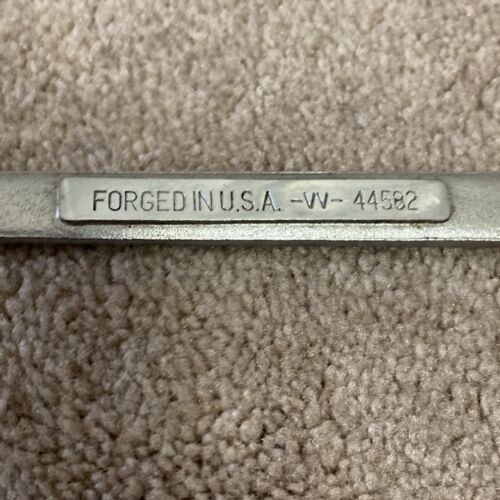 FORGED IN U.S.A. -VV- 44582